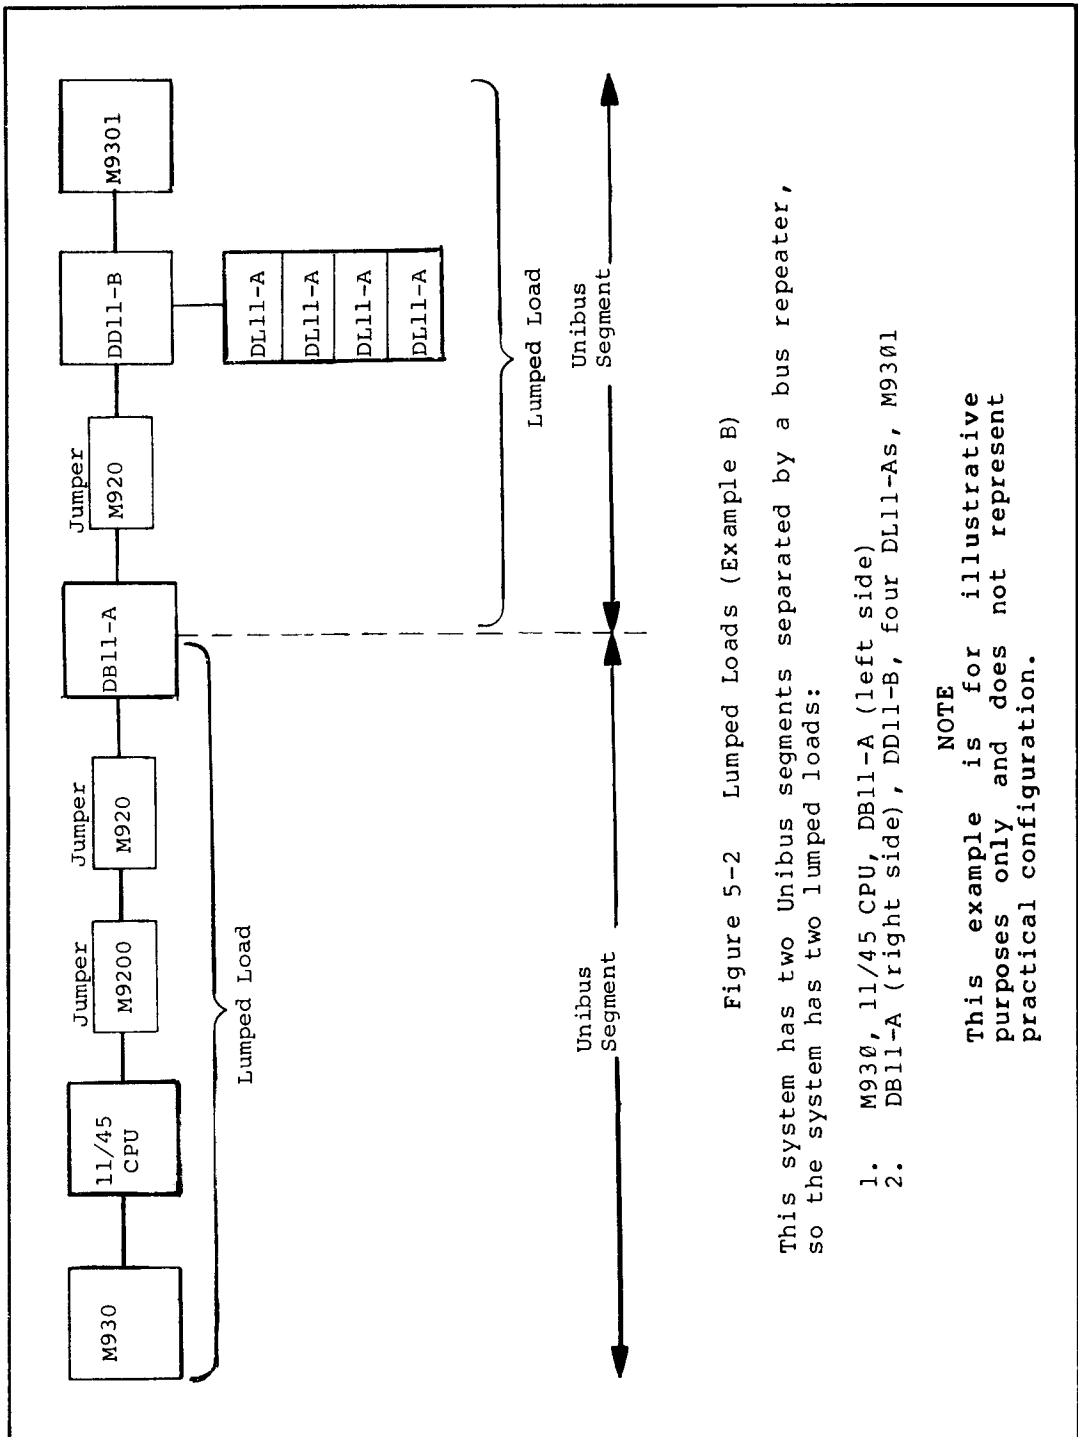 M930
11/45
CPU
Jumper
M9200
Jumper
M920
DB11-A
Jumper
M920
DD11-B
M9301
DL11-A
DL11-A
DL11-A
DL11-A
Lumped Load
Lumped Load
Unibus
Segment
Unibus
Segment
Figure 5-2 Lumped Loads (Example B)
This system has two Unibus segments separated by a bus repeater,
so the system has two lumped loads:
1. M93Ø, 11/45 CPU, DB11-A (left side)
2. DB11-A (right side), DD11-B, four DL11-As, M93Ø1
NOTE
This example is for illustrative
purposes only and does not represent
practical configuration.